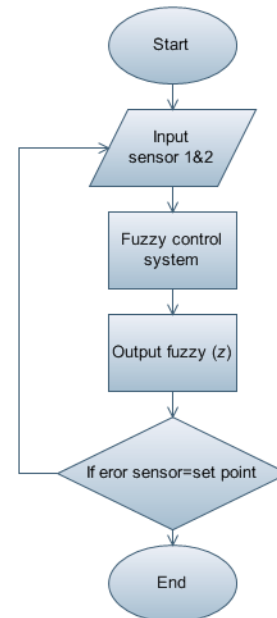 Start
Input
sensor 1&2
Fuzzy control
system
Output fuzzy (z)
If eror sensor=set point
End